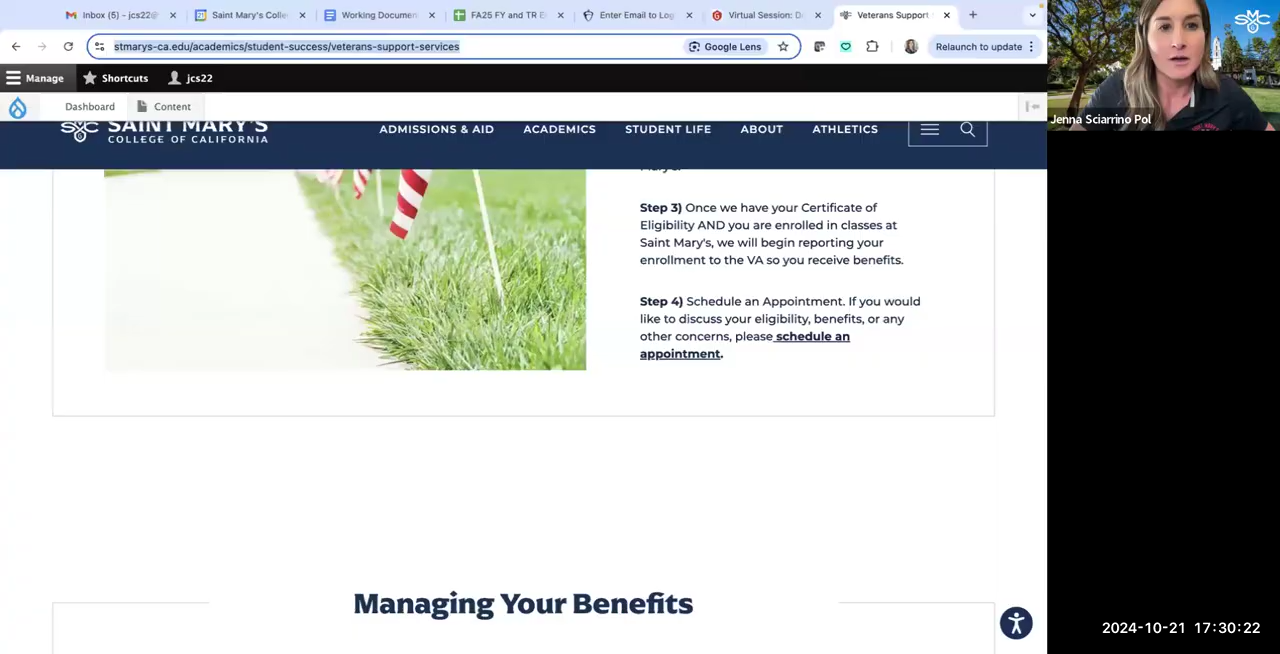 Inbox (5) - jcs22@
Saint Mary's Colle
Working Documen
FA25 FY and TR E
Enter Email to Log
Virtual Session: D
Veterans Support
stmarys-ca.edu/academics/student-success/veterans-support-services
Google Lens
Relaunch to update
Manage
Shortcuts
jcs22
Dashboard
Content
SAINT MARY'S
COLLEGE OF CALIFORNIA
ADMISSIONS & AID
ACADEMICS
STUDENT LIFE
ABOUT
ATHLETICS
Step 3) Once we have your Certificate of
Eligibility AND you are enrolled in classes at
Saint Mary's, we will begin reporting your
enrollment to the VA so you receive benefits.
Step 4) Schedule an Appointment. If you would
like to discuss your eligibility, benefits, or any
other concerns, please schedule an
appointment.
Managing Your Benefits
Jenna Sciarrino Pol
2024-10-21 17:30:22